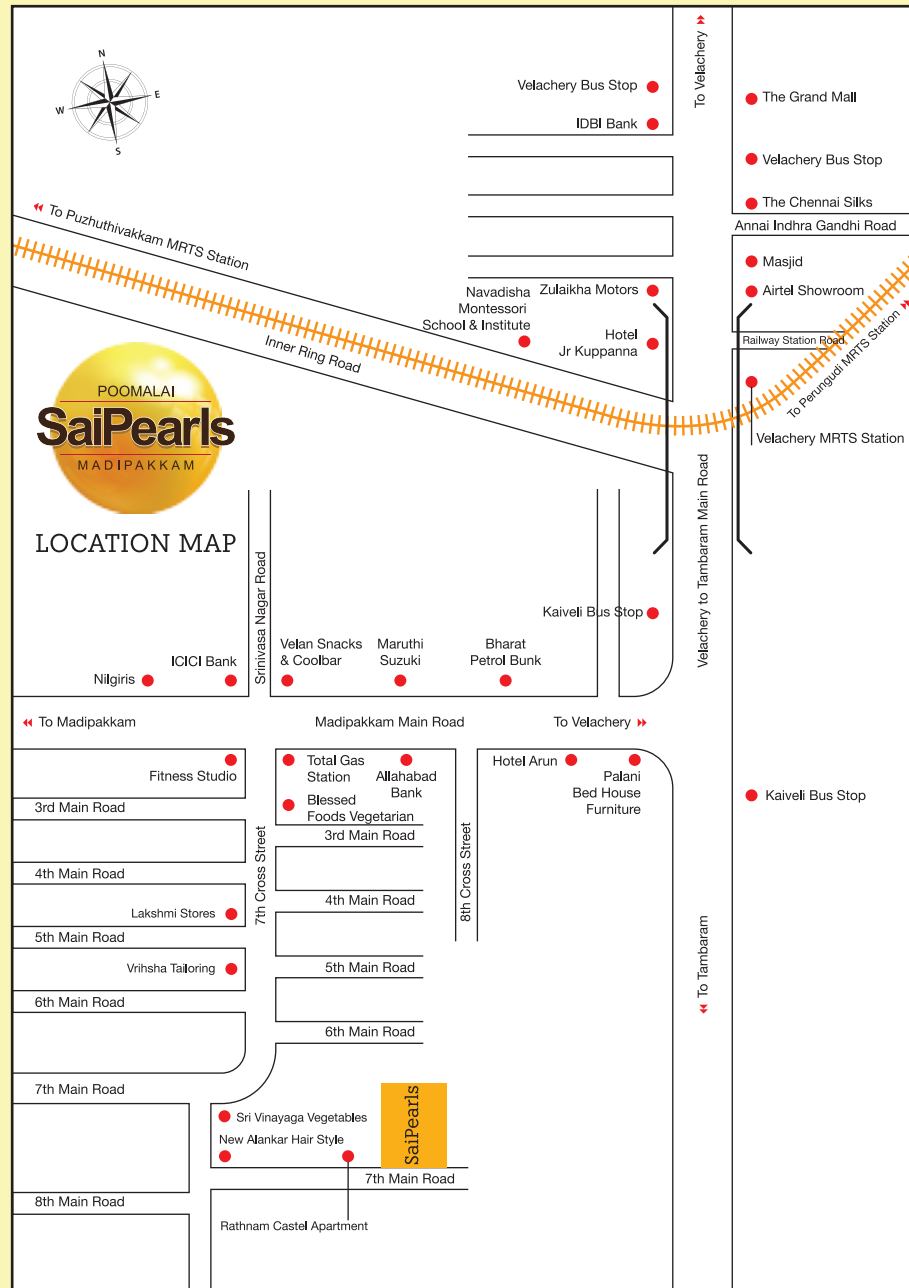 N
E
W
S
To Velachery
Velachery Bus Stop
The Grand Mall
IDBI Bank
Velachery Bus Stop
The Chennai Silks
Annai Indhra Gandhi Road
To Puzhuthivakkam MRTS Station
Masjid
Navadisha
Montessori
School & Institute
Zulaikha Motors
Airtel Showroom
Hotel
Jr Kuppanna
Railway Station Road
To Perungudi MRTS Station
Inner Ring Road
Velachery MRTS Station
POOMALAI
SaiPearls
MADIPAKKAM
LOCATION MAP
Srinivasa Nagar Road
Velachery to Tambaram Main Road
Kaiveli Bus Stop
Nilgiris
ICICI Bank
Velan Snacks
& Coolbar
Maruthi
Suzuki
Bharat
Petrol Bunk
To Madipakkam
Madipakkam Main Road
To Velachery
Fitness Studio
Total Gas
Station
Allahabad
Bank
Hotel Arun
Palani
Bed House
Furniture
Kaiveli Bus Stop
Blessed
Foods Vegetarian
3rd Main Road
3rd Main Road
7th Cross Street
8th Cross Street
4th Main Road
4th Main Road
Lakshmi Stores
5th Main Road
5th Main Road
Vrihsha Tailoring
To Tambaram
6th Main Road
6th Main Road
7th Main Road
Sri Vinayaga Vegetables
New Alankar Hair Style
SaiPearls
7th Main Road
8th Main Road
Rathnam Castel Apartment